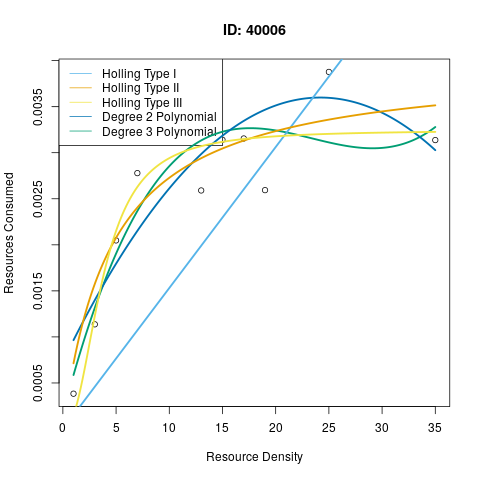 ID: 40006
Holling Type I
Holling Type II
Holling Type III
Degree 2 Polynomial
Degree 3 Polynomial
Resources Consumed
0.0035
0.0025
0.0015
0.0005
0 5 10 15 20 25 30 35
Resource Density